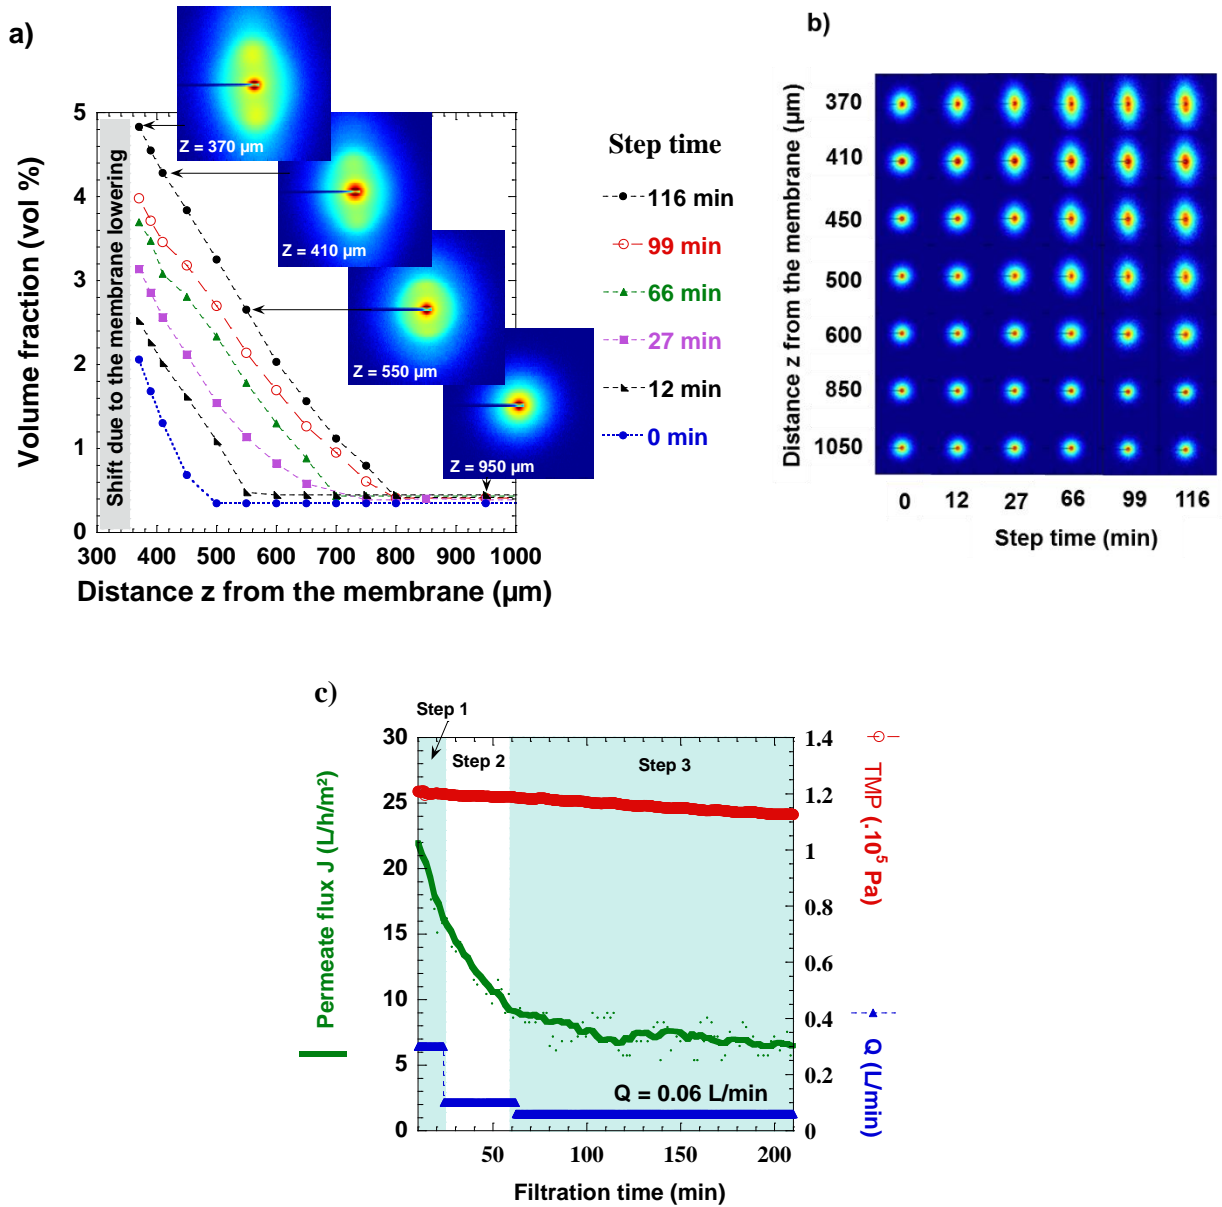 a)
Volume fraction (vol %)
5
4
3
2
1
0
Shift due to the membrane lowering
Z = 370 µm
Z = 410 µm
Z = 550 µm
Z = 950 µm
300 400 500 600 700 800 900 1000
Distance z from the membrane (µm)
Step time
116 min
99 min
66 min
27 min
12 min
0 min
b)
Distance z from the membrane (µm)
370
410
450
500
600
850
1050
0 12 27 66 99 116
Step time (min)
c)
Step 1
Step 2
Step 3
Permeate flux J (L/h/m²)
30
25
20
15
10
5
0
1.4
1.2
1
0.8
0.6
0.4
0.2
0
TMP (.10⁵ Pa)
Q (L/min)
Q = 0.06 L/min
50 100 150 200
Filtration time (min)